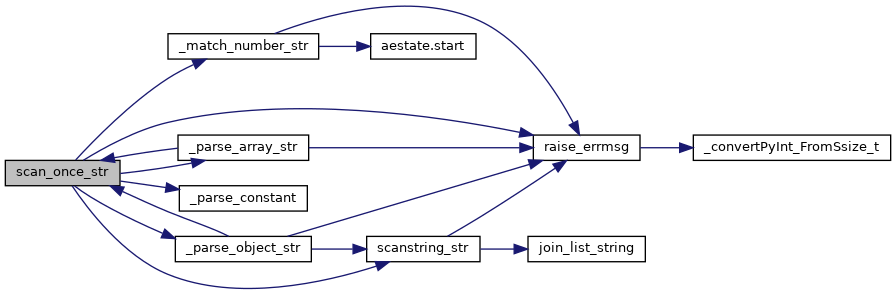 _match_number_str
aestate.start
_parse_array_str
raise_errmsg
_convertPyInt_FromSsize_t
scan_once_str
_parse_constant
_parse_object_str
scanstring_str
join_list_string